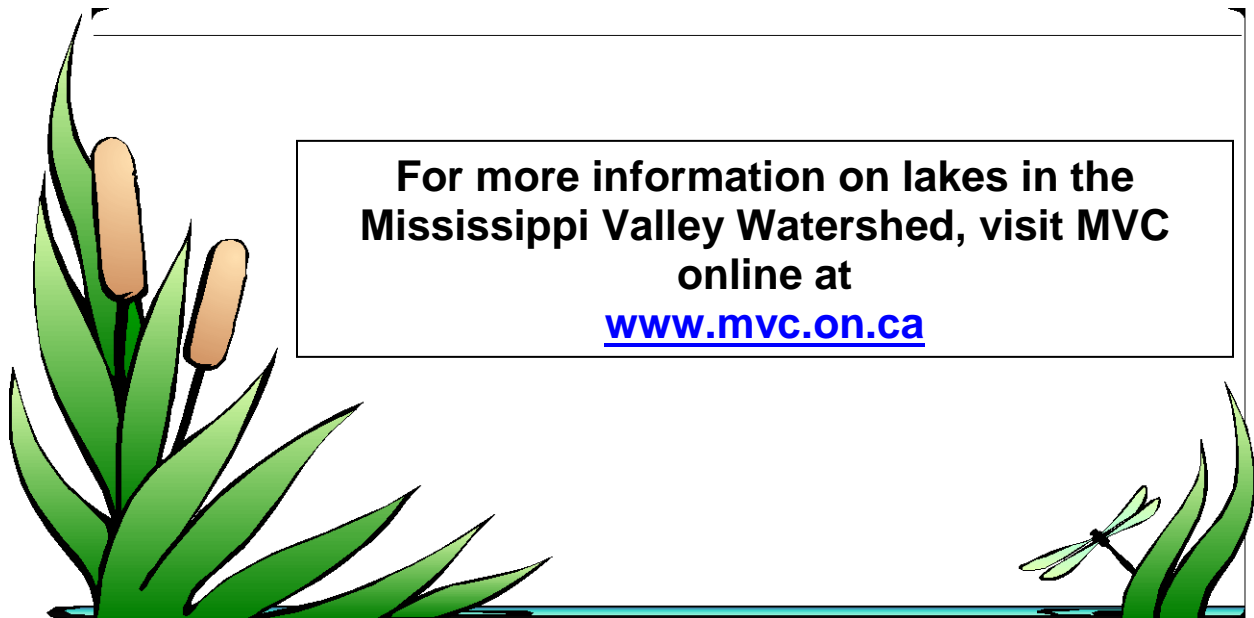 For more information on lakes in the
Mississippi Valley Watershed, visit MVC
online at
www.mvc.on.ca